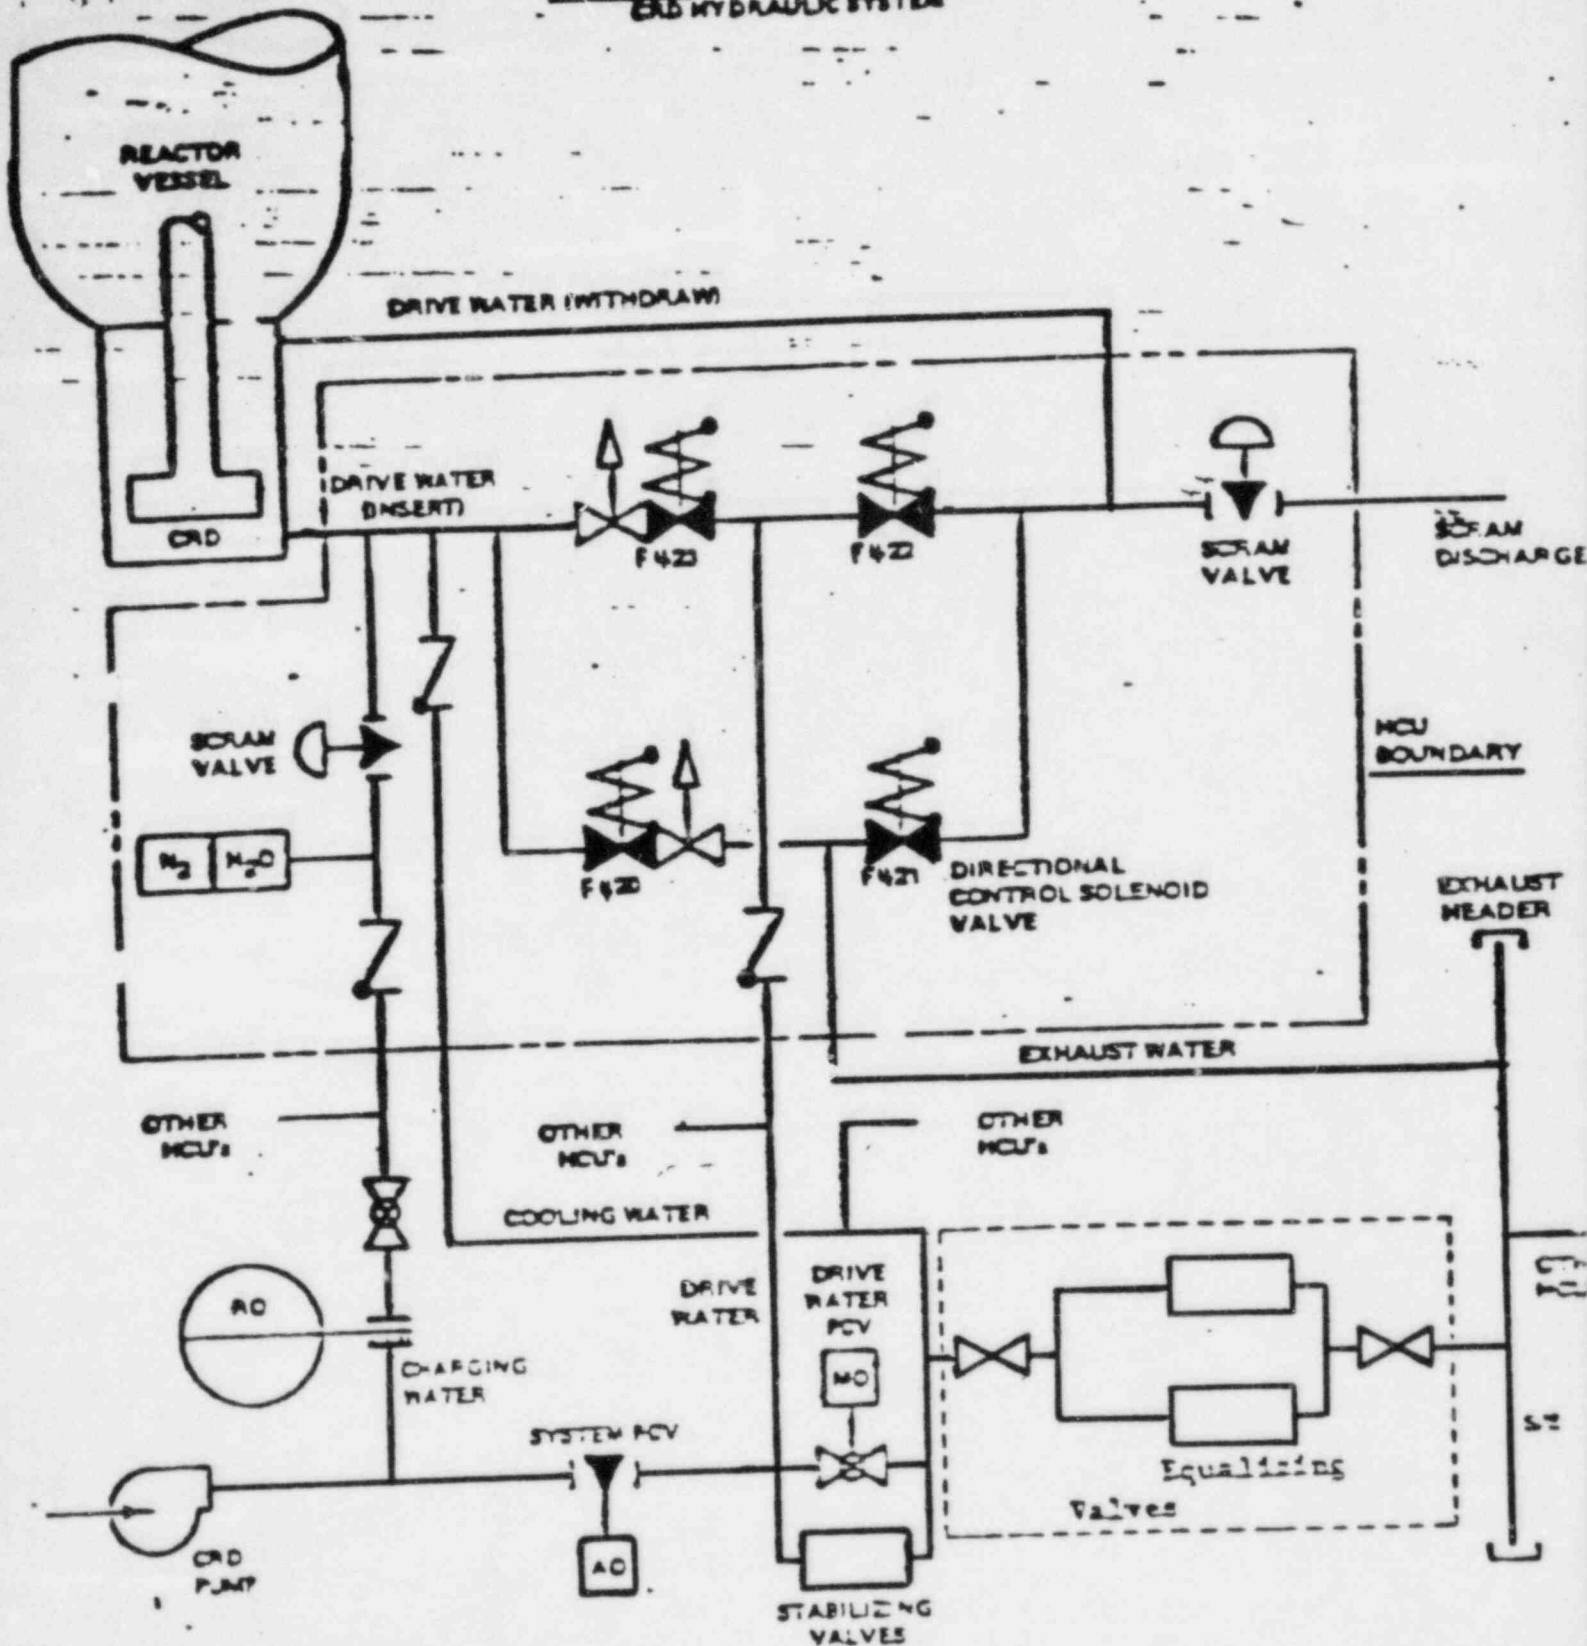 CRD HYDRAULIC SYSTEM
REACTOR
VESSEL
DRIVE WATER (WITHDRAW)
DRIVE WATER
(INSERT)
CRD
F423
F422
SCRAM
VALVE
SCRAM
DISCHARGE
SCRAM
VALVE
HCU
BOUNDARY
N2
H2O
F420
F421
DIRECTIONAL
CONTROL SOLENOID
VALVE
EXHAUST
HEADER
EXHAUST WATER
OTHER
HCU's
OTHER
HCU's
OTHER
HCU's
COOLING WATER
RO
DRIVE
WATER
DRIVE
WATER
PCV
MO
CHARGING
WATER
SYSTEM PCV
Equalizing
Valves
CRD
PUMP
AO
STABILIZING
VALVES